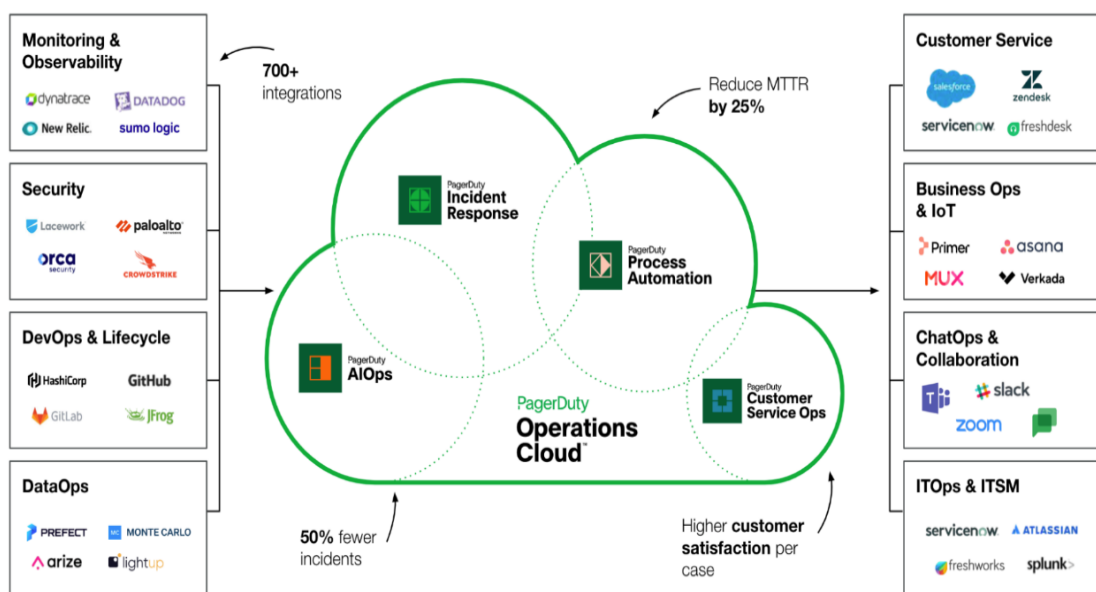 Monitoring &
Observability
dynatrace
DATADOG
New Relic.
sumo logic
Security
LACEWORK
paloalto
NETWORKS
orca
security
CROWDSTRIKE
DevOps & Lifecycle
HashiCorp
GitHub
GitLab
JFrog
DataOps
PREFECT
MC
MONTE CARLO
arize
lightup
700+
integrations
Reduce MTTR
by 25%
PagerDuty
Incident
Response
PagerDuty
Process
Automation
PagerDuty
AIOps
PagerDuty
Customer
Service Ops
PagerDuty
Operations
Cloud™
50% fewer
incidents
Higher customer
satisfaction per
case
Customer Service
salesforce
zendesk
servicenow
freshdesk
Business Ops
& IoT
Primer
asana
MUX
Verkada
ChatOps &
Collaboration
T
slack
zoom
ITOps & ITSM
servicenow
ATLASSIAN
freshworks
splunk>